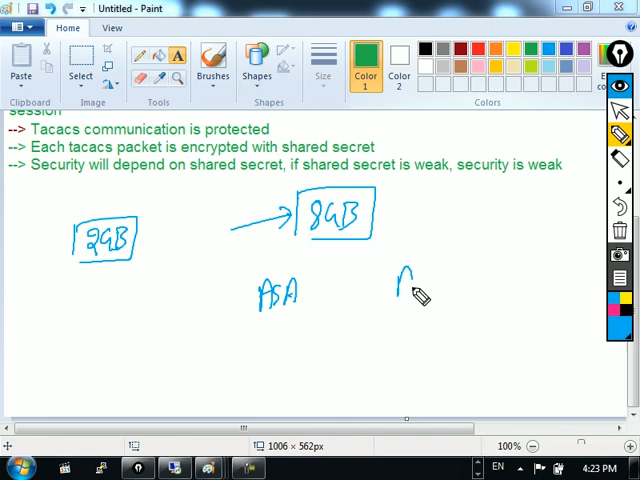 Untitled - Paint
Home
View
Paste
Select
A
Brushes
Shapes
Size
Color
1
Color
2
Clipboard
Image
Tools
Shapes
Colors
session
--> Tacacs communication is protected
--> Each tacacs packet is encrypted with shared secret
--> Security will depend on shared secret, if shared secret is weak, security is weak
2GB
8GB
ASA
1006 × 562px
100%
EN
4:23 PM